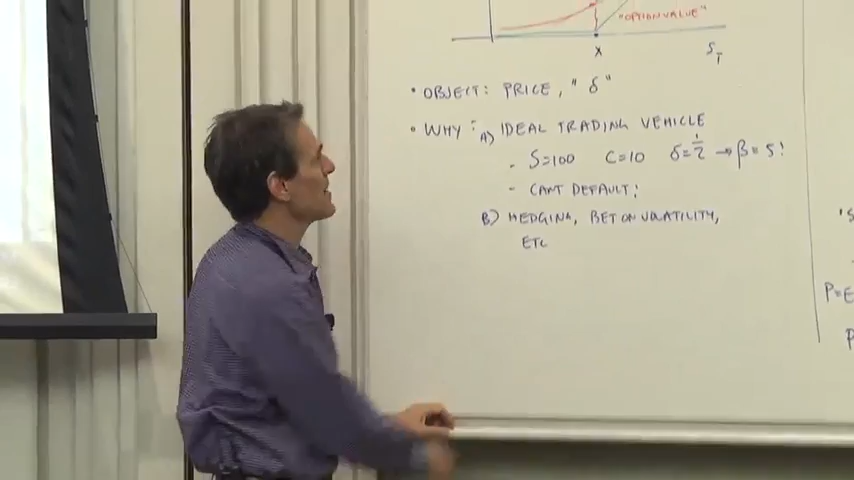 "OPTION VALUE"
X
S_T
• OBJECT: PRICE, "δ"
• WHY: A) IDEAL TRADING VEHICLE
- S=100 C=10 δ=1/2 → β=5!
- CANT DEFAULT!
B) HEDGING, BET ON VOLATILITY,
ETC
P=E
P